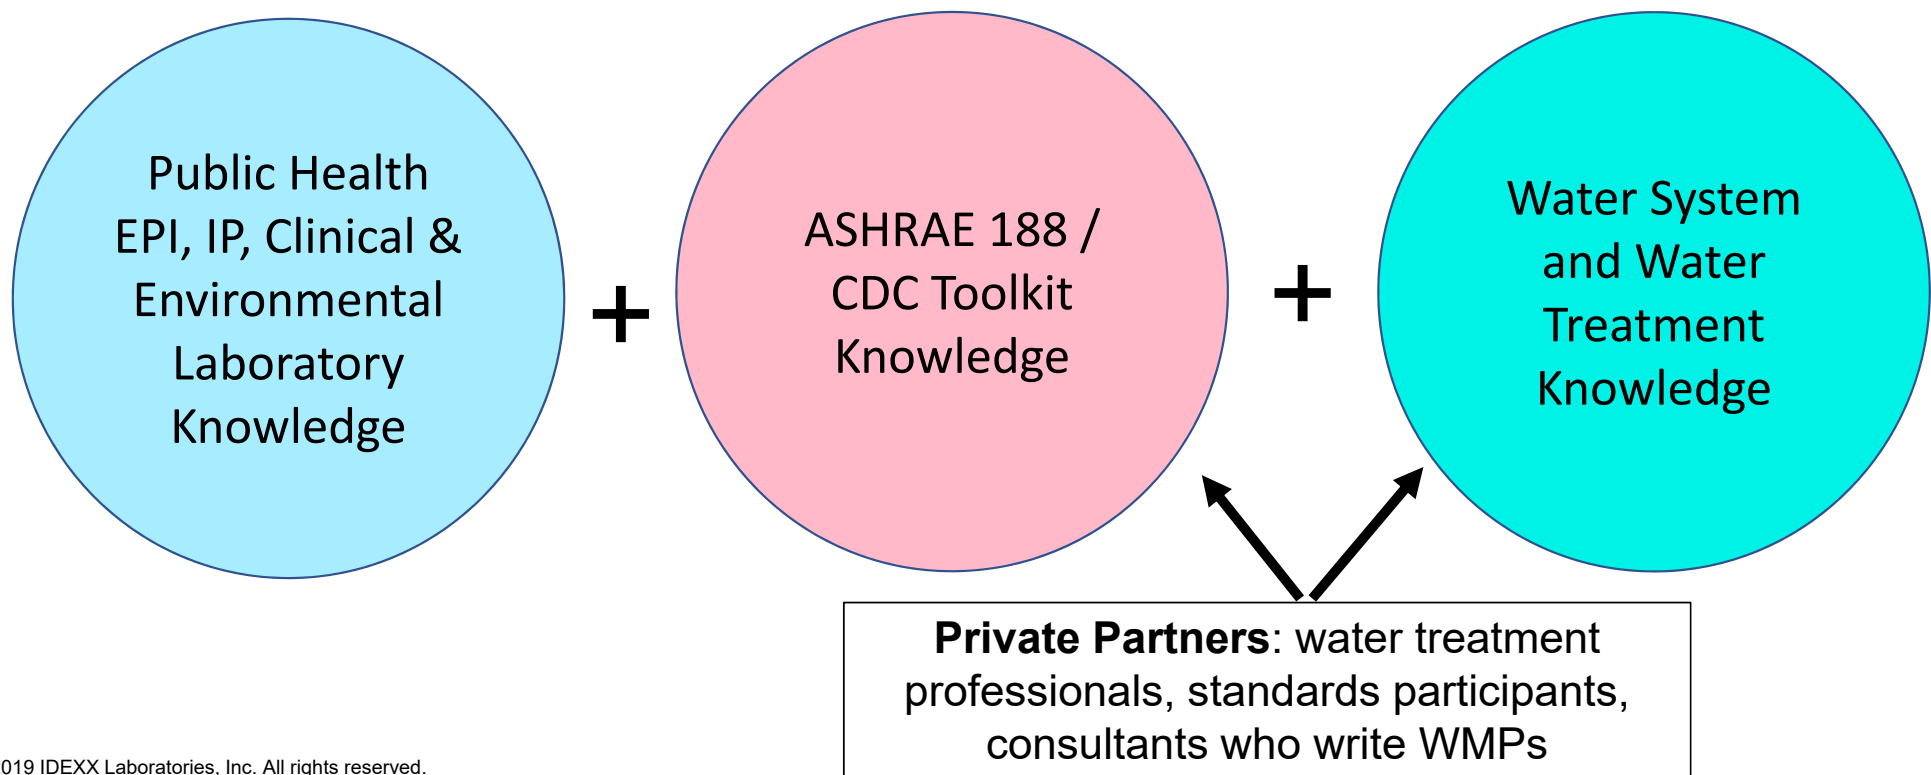 Public Health
EPI, IP, Clinical &
Environmental
Laboratory
Knowledge
+
ASHRAE 188 /
CDC Toolkit
Knowledge
+
Water System
and Water
Treatment
Knowledge
Private Partners: water treatment
professionals, standards participants,
consultants who write WMPs
2019 IDEXX Laboratories, Inc. All rights reserved.